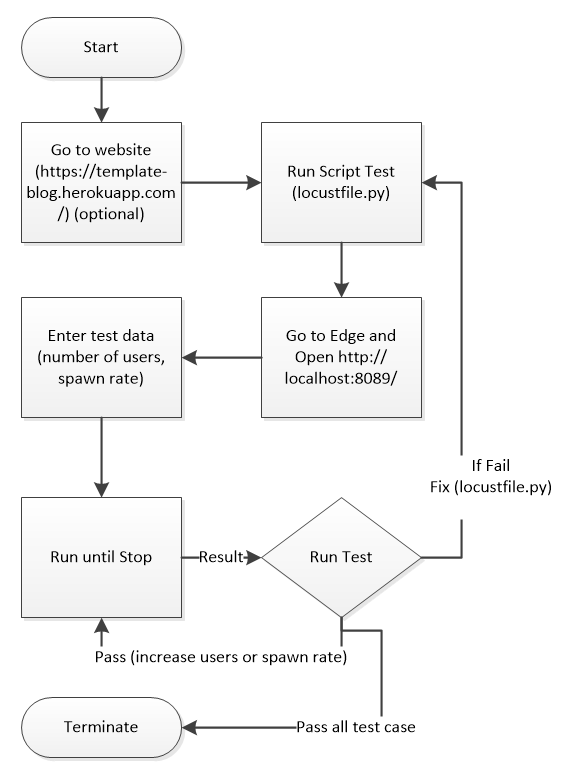 Start
Go to website
(https://template-
blog.herokuapp.com
/) (optional)
Run Script Test
(locustfile.py)
Enter test data
(number of users,
spawn rate)
Go to Edge and
Open http://
localhost:8089/
If Fail
Fix (locustfile.py)
Run until Stop
Result
Run Test
Pass (increase users or spawn rate)
Terminate
Pass all test case